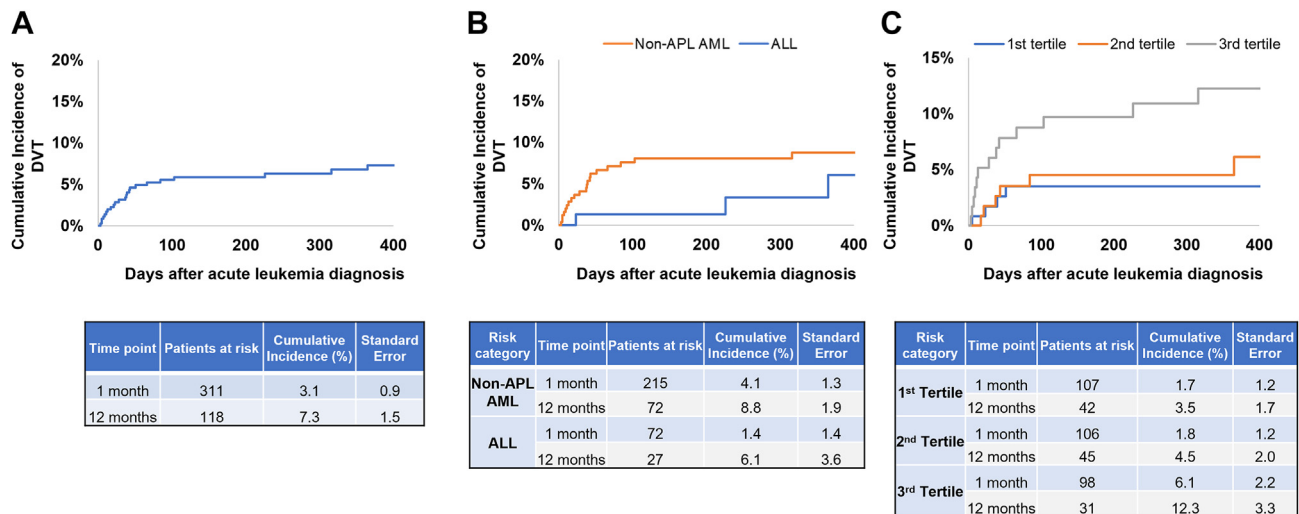 A
Cumulative Incidence of
DVT
20%
15%
10%
5%
0%
0 100 200 300 400
Days after acute leukemia diagnosis
Time point Patients at risk Cumulative Incidence (%) Standard Error
1 month 311 3.1 0.9
12 months 118 7.3 1.5
B
Non-APL AML ALL
Cumulative Incidence of
DVT
20%
15%
10%
5%
0%
0 100 200 300 400
Days after acute leukemia diagnosis
Risk category Time point Patients at risk Cumulative Incidence (%) Standard Error
Non-APL AML 1 month 215 4.1 1.3
12 months 72 8.8 1.9
ALL 1 month 72 1.4 1.4
12 months 27 6.1 3.6
C
1st tertile 2nd tertile 3rd tertile
Cumulative Incidence of
DVT
15%
10%
5%
0%
0 100 200 300 400
Days after acute leukemia diagnosis
Risk category Time point Patients at risk Cumulative Incidence (%) Standard Error
1st Tertile 1 month 107 1.7 1.2
12 months 42 3.5 1.7
2nd Tertile 1 month 106 1.8 1.2
12 months 45 4.5 2.0
3rd Tertile 1 month 98 6.1 2.2
12 months 31 12.3 3.3